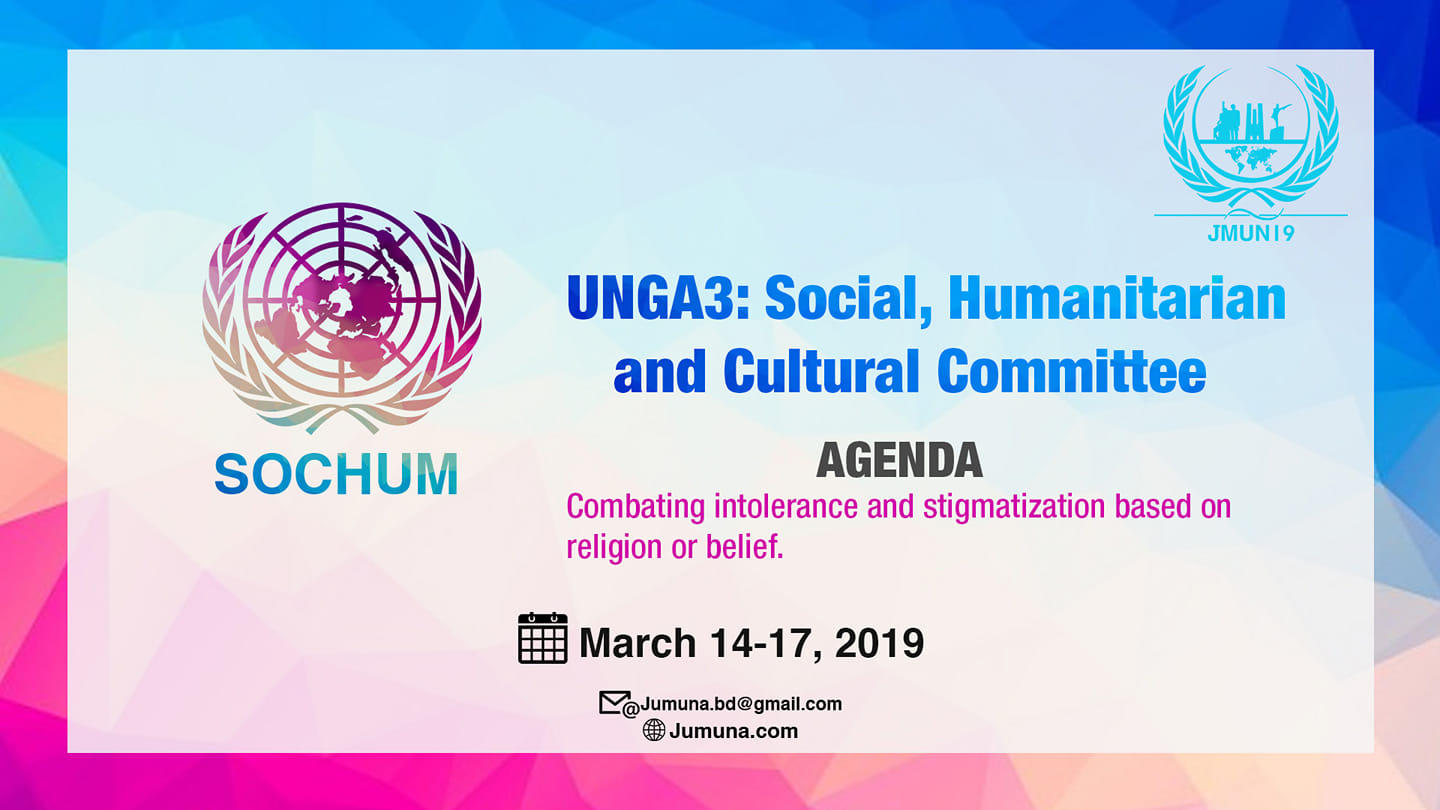 JMUN19
UNGA3: Social, Humanitarian
and Cultural Committee
SOCHUM
AGENDA
Combating intolerance and stigmatization based on
religion or belief.
March 14-17, 2019
@Jumuna.bd@gmail.com
Jumuna.com